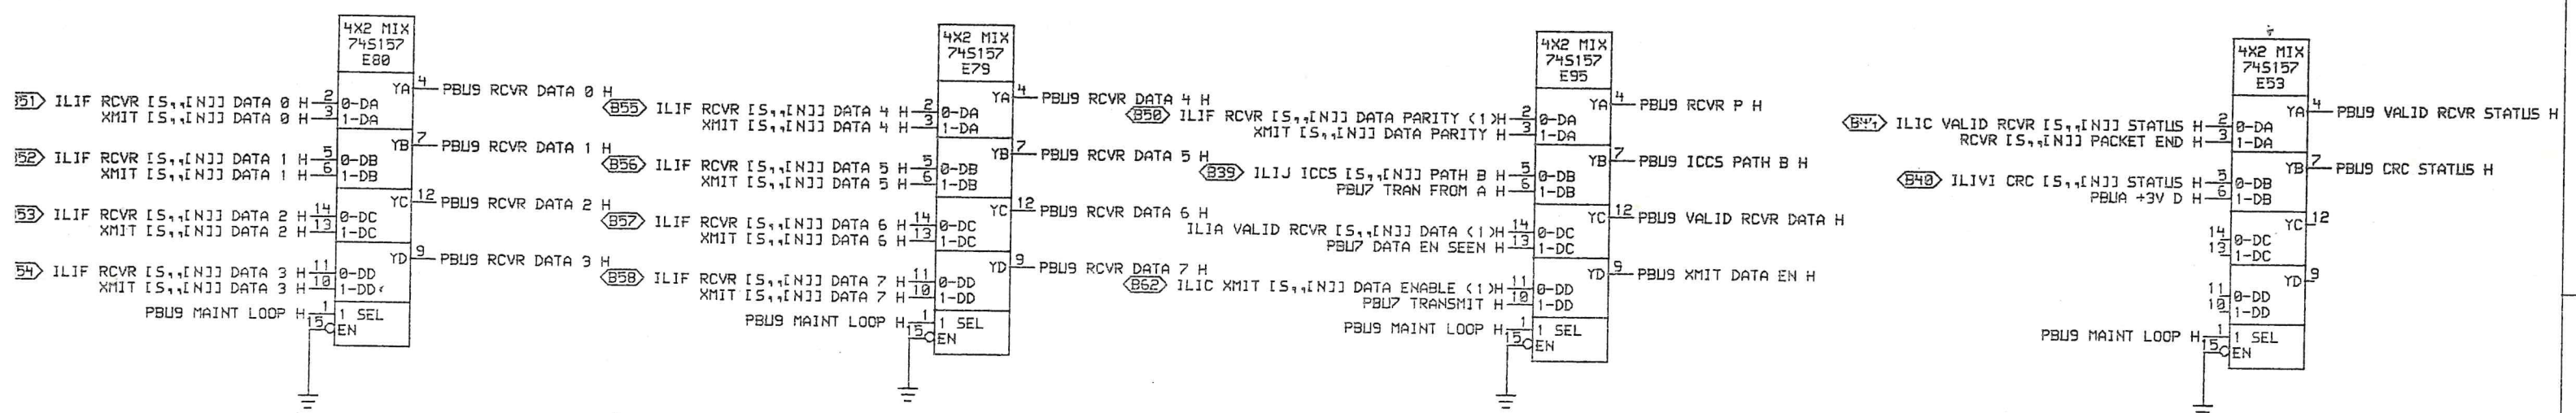 4X2 MIX
74S157
E80
B51 ILIF RCVR [S,,[N]] DATA 0 H 2 0-DA YA 4 PBU9 RCVR DATA 0 H
XMIT [S,,[N]] DATA 0 H 3 1-DA
B52 ILIF RCVR [S,,[N]] DATA 1 H 5 0-DB YB 7 PBU9 RCVR DATA 1 H
XMIT [S,,[N]] DATA 1 H 6 1-DB
B53 ILIF RCVR [S,,[N]] DATA 2 H 14 0-DC YC 12 PBU9 RCVR DATA 2 H
XMIT [S,,[N]] DATA 2 H 13 1-DC
B54 ILIF RCVR [S,,[N]] DATA 3 H 11 0-DD YD 9 PBU9 RCVR DATA 3 H
XMIT [S,,[N]] DATA 3 H 10 1-DD
PBU9 MAINT LOOP H 1 1 SEL
15 EN
4X2 MIX
74S157
E79
B55 ILIF RCVR [S,,[N]] DATA 4 H 2 0-DA YA 4 PBU9 RCVR DATA 4 H
XMIT [S,,[N]] DATA 4 H 3 1-DA
B56 ILIF RCVR [S,,[N]] DATA 5 H 5 0-DB YB 7 PBU9 RCVR DATA 5 H
XMIT [S,,[N]] DATA 5 H 6 1-DB
B57 ILIF RCVR [S,,[N]] DATA 6 H 14 0-DC YC 12 PBU9 RCVR DATA 6 H
XMIT [S,,[N]] DATA 6 H 13 1-DC
B58 ILIF RCVR [S,,[N]] DATA 7 H 11 0-DD YD 9 PBU9 RCVR DATA 7 H
XMIT [S,,[N]] DATA 7 H 10 1-DD
PBU9 MAINT LOOP H 1 1 SEL
15 EN
4X2 MIX
74S157
E95
B50 ILIF RCVR [S,,[N]] DATA PARITY (1)H 2 0-DA YA 4 PBU9 RCVR P H
XMIT [S,,[N]] DATA PARITY H 3 1-DA
B39 ILIJ ICCS [S,,[N]] PATH B H 5 0-DB YB 7 PBU9 ICCS PATH B H
PBU7 TRAN FROM A H 6 1-DB
ILIA VALID RCVR [S,,[N]] DATA (1)H 14 0-DC YC 12 PBU9 VALID RCVR DATA H
PBU7 DATA EN SEEN H 13 1-DC
B62 ILIC XMIT [S,,[N]] DATA ENABLE (1)H 11 0-DD YD 9 PBU9 XMIT DATA EN H
PBU7 TRANSMIT H 10 1-DD
PBU9 MAINT LOOP H 1 1 SEL
15 EN
4X2 MIX
74S157
E53
ILIC VALID RCVR [S,,[N]] STATUS H 2 0-DA YA 4 PBU9 VALID RCVR STATUS H
RCVR [S,,[N]] PACKET END H 3 1-DA
B40 ILIVI CRC [S,,[N]] STATUS H 5 0-DB YB 7 PBU9 CRC STATUS H
PBUA +3V D H 6 1-DB
14 0-DC YC 12
13 1-DC
11 0-DD YD 9
10 1-DD
PBU9 MAINT LOOP H 1 1 SEL
15 EN